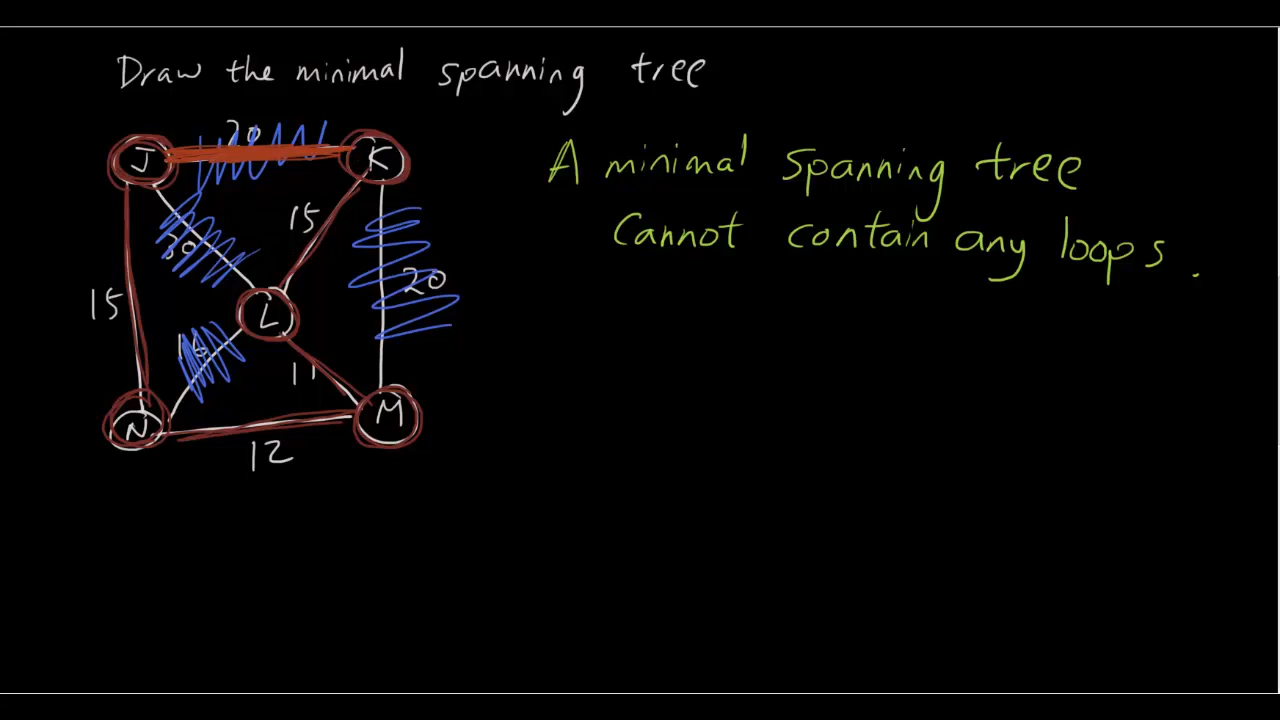 Draw the minimal spanning tree
A minimal spanning tree
cannot contain any loops.
J
K
15
20
15
L
11
N
M
12